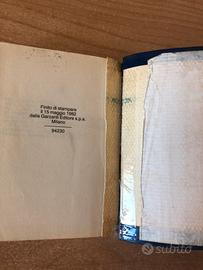 Finito di stampare
il 15 maggio 1982
dalla Garzanti Editore s.p.a.
Milano
94230
subito